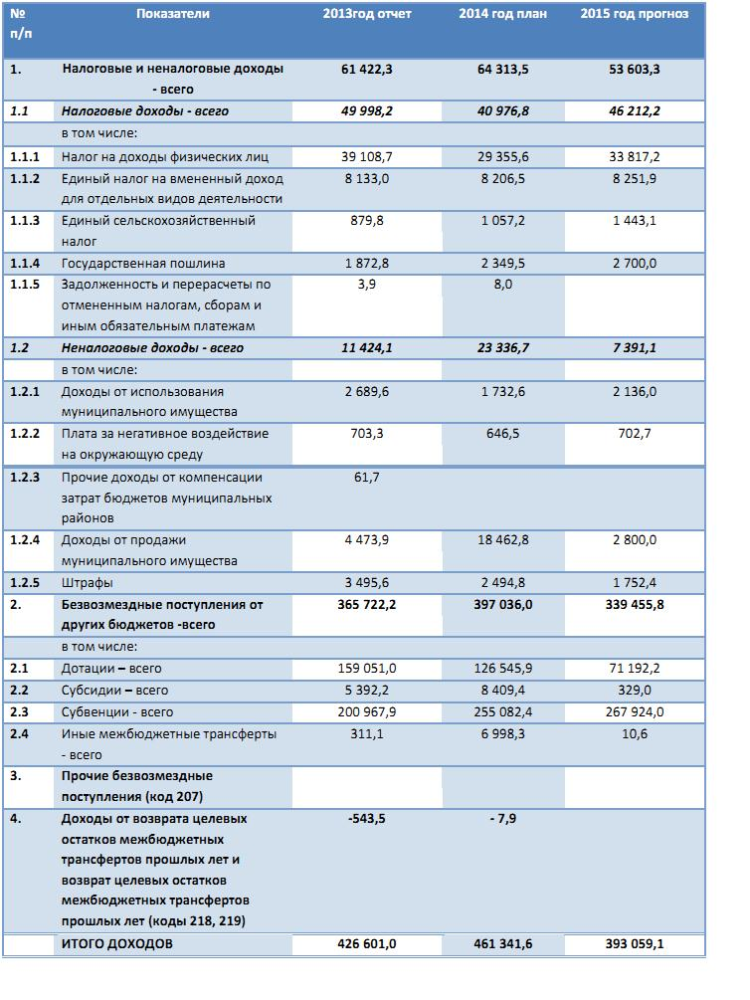 № Показатели 2013год отчет 2014 год план 2015 год прогноз
п/п
1. Налоговые и неналоговые доходы 61 422,3 64 313,5 53 603,3
- всего
1.1 Налоговые доходы - всего 49 998,2 40 976,8 46 212,2
в том числе:
1.1.1 Налог на доходы физических лиц 39 108,7 29 355,6 33 817,2
1.1.2 Единый налог на вмененный доход 8 133,0 8 206,5 8 251,9
для отдельных видов деятельности
1.1.3 Единый сельскохозяйственный 879,8 1 057,2 1 443,1
налог
1.1.4 Государственная пошлина 1 872,8 2 349,5 2 700,0
1.1.5 Задолженность и перерасчеты по 3,9 8,0
отмененным налогам, сборам и
иным обязательным платежам
1.2 Неналоговые доходы - всего 11 424,1 23 336,7 7 391,1
в том числе:
1.2.1 Доходы от использования 2 689,6 1 732,6 2 136,0
муниципального имущества
1.2.2 Плата за негативное воздействие 703,3 646,5 702,7
на окружающую среду
1.2.3 Прочие доходы от компенсации 61,7
затрат бюджетов муниципальных
районов
1.2.4 Доходы от продажи 4 473,9 18 462,8 2 800,0
муниципального имущества
1.2.5 Штрафы 3 495,6 2 494,8 1 752,4
2. Безвозмездные поступления от 365 722,2 397 036,0 339 455,8
других бюджетов -всего
в том числе:
2.1 Дотации – всего 159 051,0 126 545,9 71 192,2
2.2 Субсидии – всего 5 392,2 8 409,4 329,0
2.3 Субвенции - всего 200 967,9 255 082,4 267 924,0
2.4 Иные межбюджетные трансферты 311,1 6 998,3 10,6
- всего
3. Прочие безвозмездные
поступления (код 207)
4. Доходы от возврата целевых -543,5 - 7,9
остатков межбюджетных
трансфертов прошлых лет и
возврат целевых остатков
межбюджетных трансфертов
прошлых лет (коды 218, 219)
ИТОГО ДОХОДОВ 426 601,0 461 341,6 393 059,1